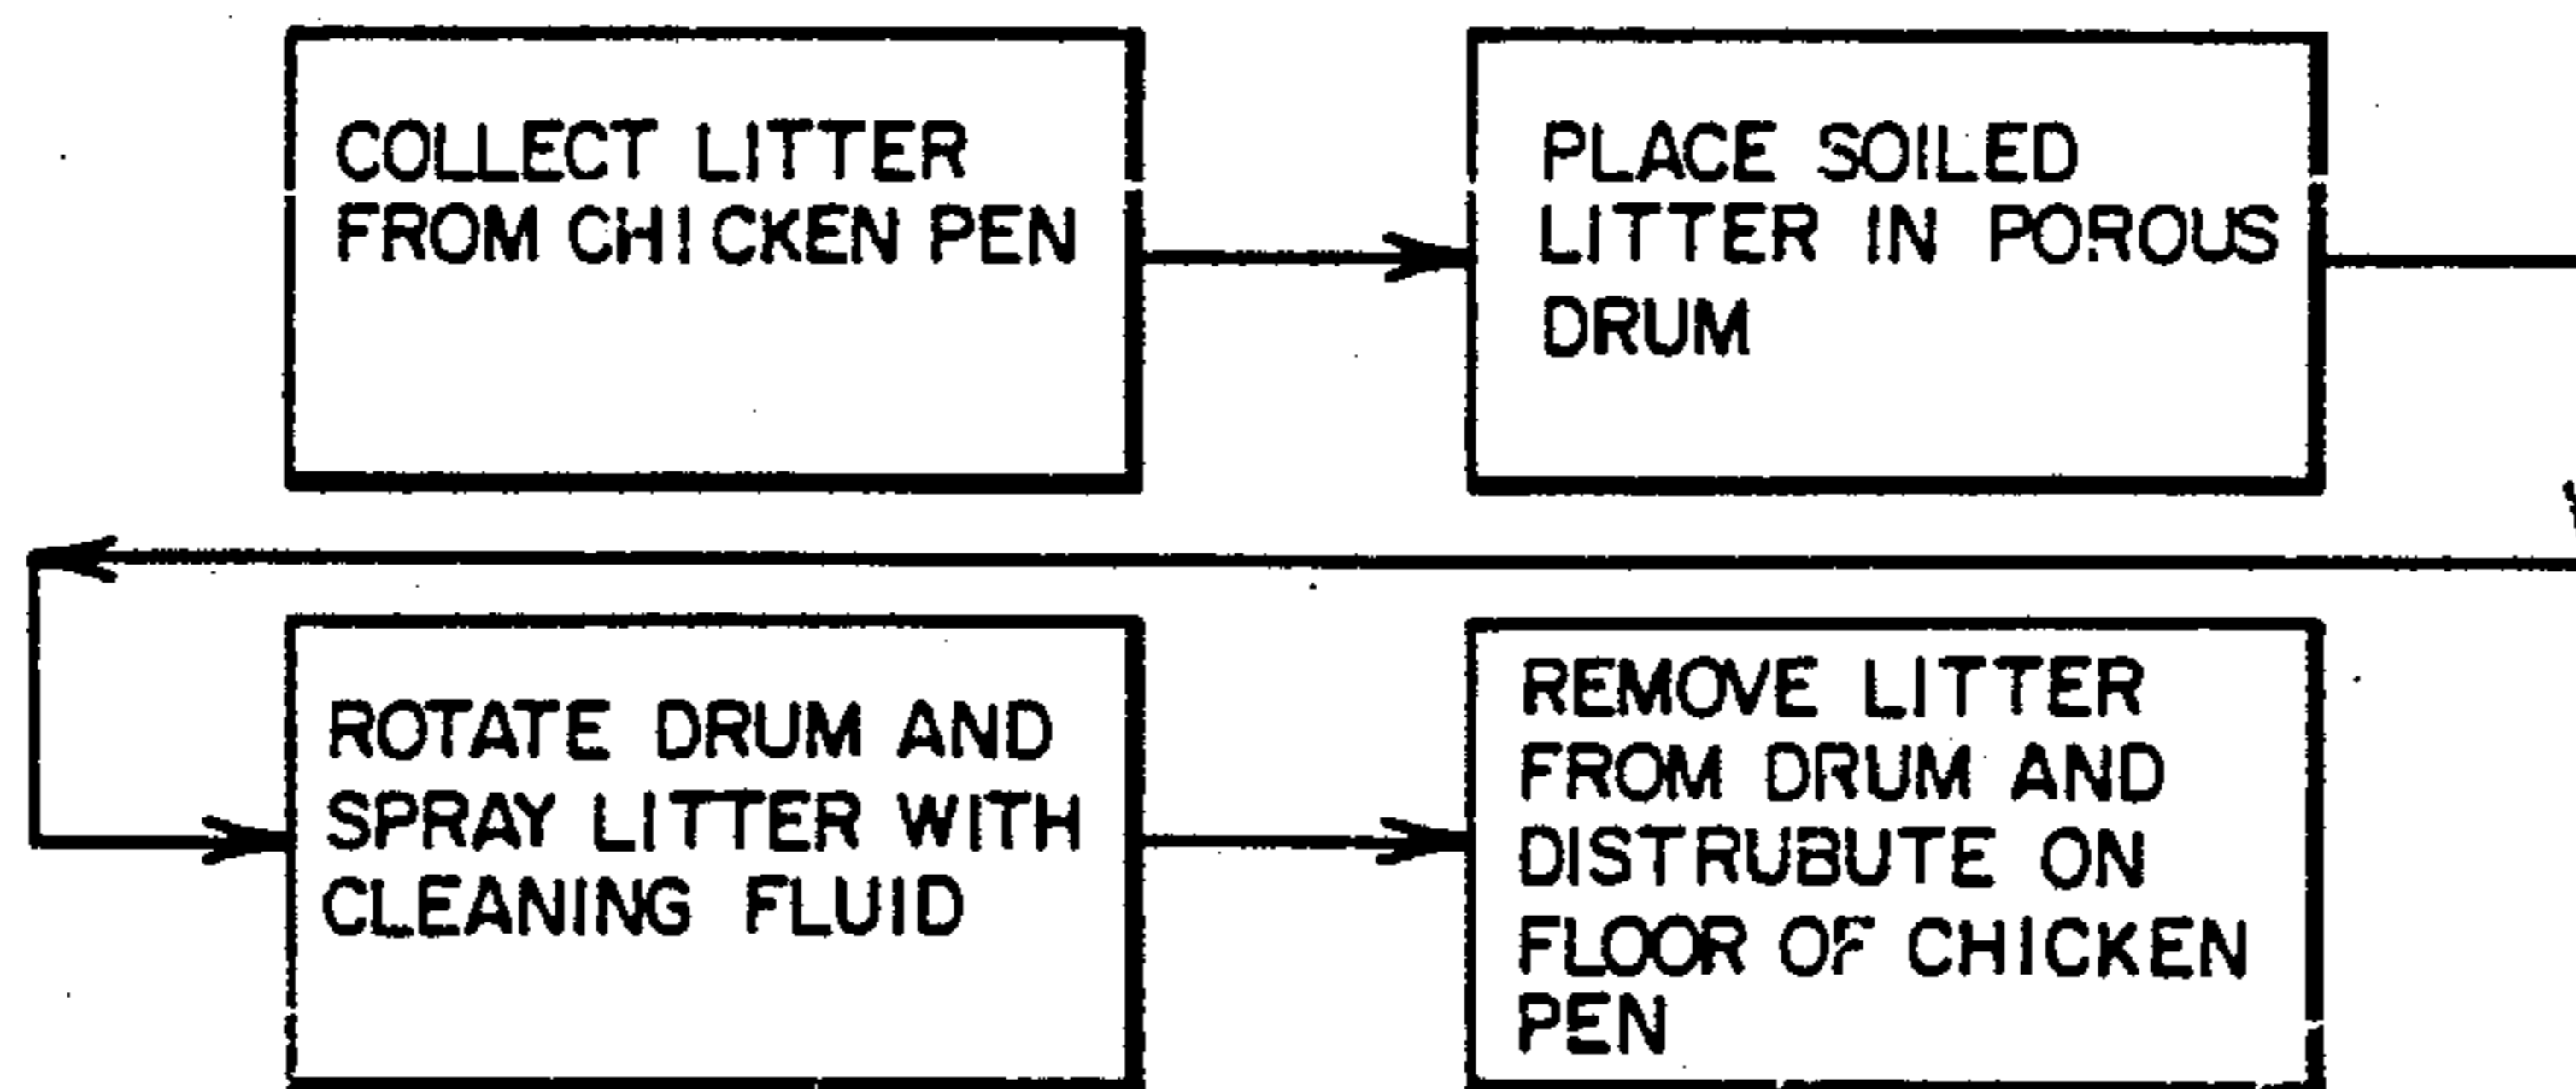 COLLECT LITTER
FROM CHICKEN PEN
PLACE SOILED
LITTER IN POROUS
DRUM
ROTATE DRUM AND
SPRAY LITTER WITH
CLEANING FLUID
REMOVE LITTER
FROM DRUM AND
DISTRUBUTE ON
FLOOR OF CHICKEN
PEN